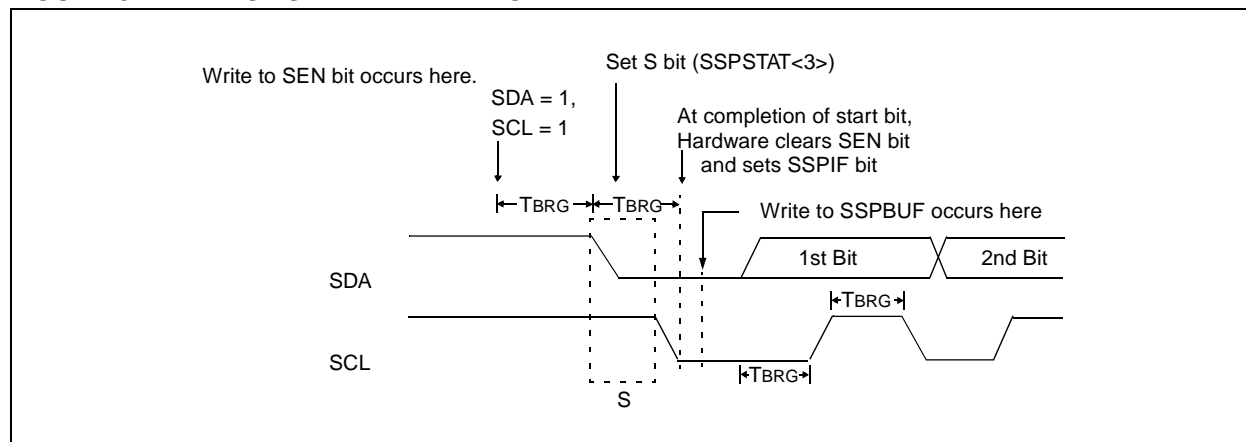 Set S bit (SSPSTAT<3>)
Write to SEN bit occurs here.
SDA = 1,
SCL = 1
At completion of start bit,
Hardware clears SEN bit
and sets SSPIF bit
TBRG
TBRG
Write to SSPBUF occurs here
1st Bit
2nd Bit
SDA
TBRG
SCL
TBRG
S